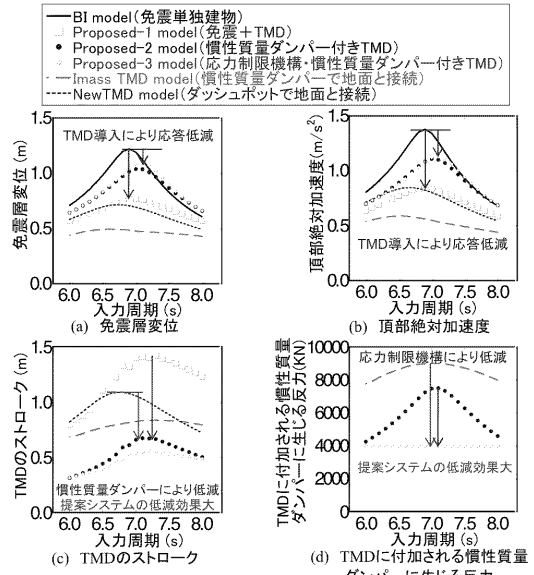 BI model(免震単独建物)
Proposed-1 model(免震+TMD)
Proposed-2 model(慣性質量ダンパー付きTMD)
Proposed-3 model(応力制限機構・慣性質量ダンパー付きTMD)
Imass TMD model(慣性質量ダンパーで地面と接続)
NewTMD model(ダッシュポットで地面と接続)
TMD導入により応答低減
免震層変位 (m)
1.5
1.0
0.5
0.0
6.0 6.5 7.0 7.5 8.0
入力周期 (s)
(a) 免震層変位
頂部絶対加速度(m/s²)
1.5
1.0
0.5
0.0
TMD導入により応答低減
6.0 6.5 7.0 7.5 8.0
入力周期 (s)
(b) 頂部絶対加速度
TMDのストローク (m)
1.5
1.0
0.5
0.0
慣性質量ダンパーにより低減
提案システムの低減効果大
6.0 6.5 7.0 7.5 8.0
入力周期 (s)
(c) TMDのストローク
TMDに付加される慣性質量
ダンパーに生じる反力(KN)
10000
8000
6000
4000
2000
0
応力制限機構により低減
提案システムの低減効果大
6.0 6.5 7.0 7.5 8.0
入力周期 (s)
(d) TMDに付加される慣性質量
ダンパーに生じる反力